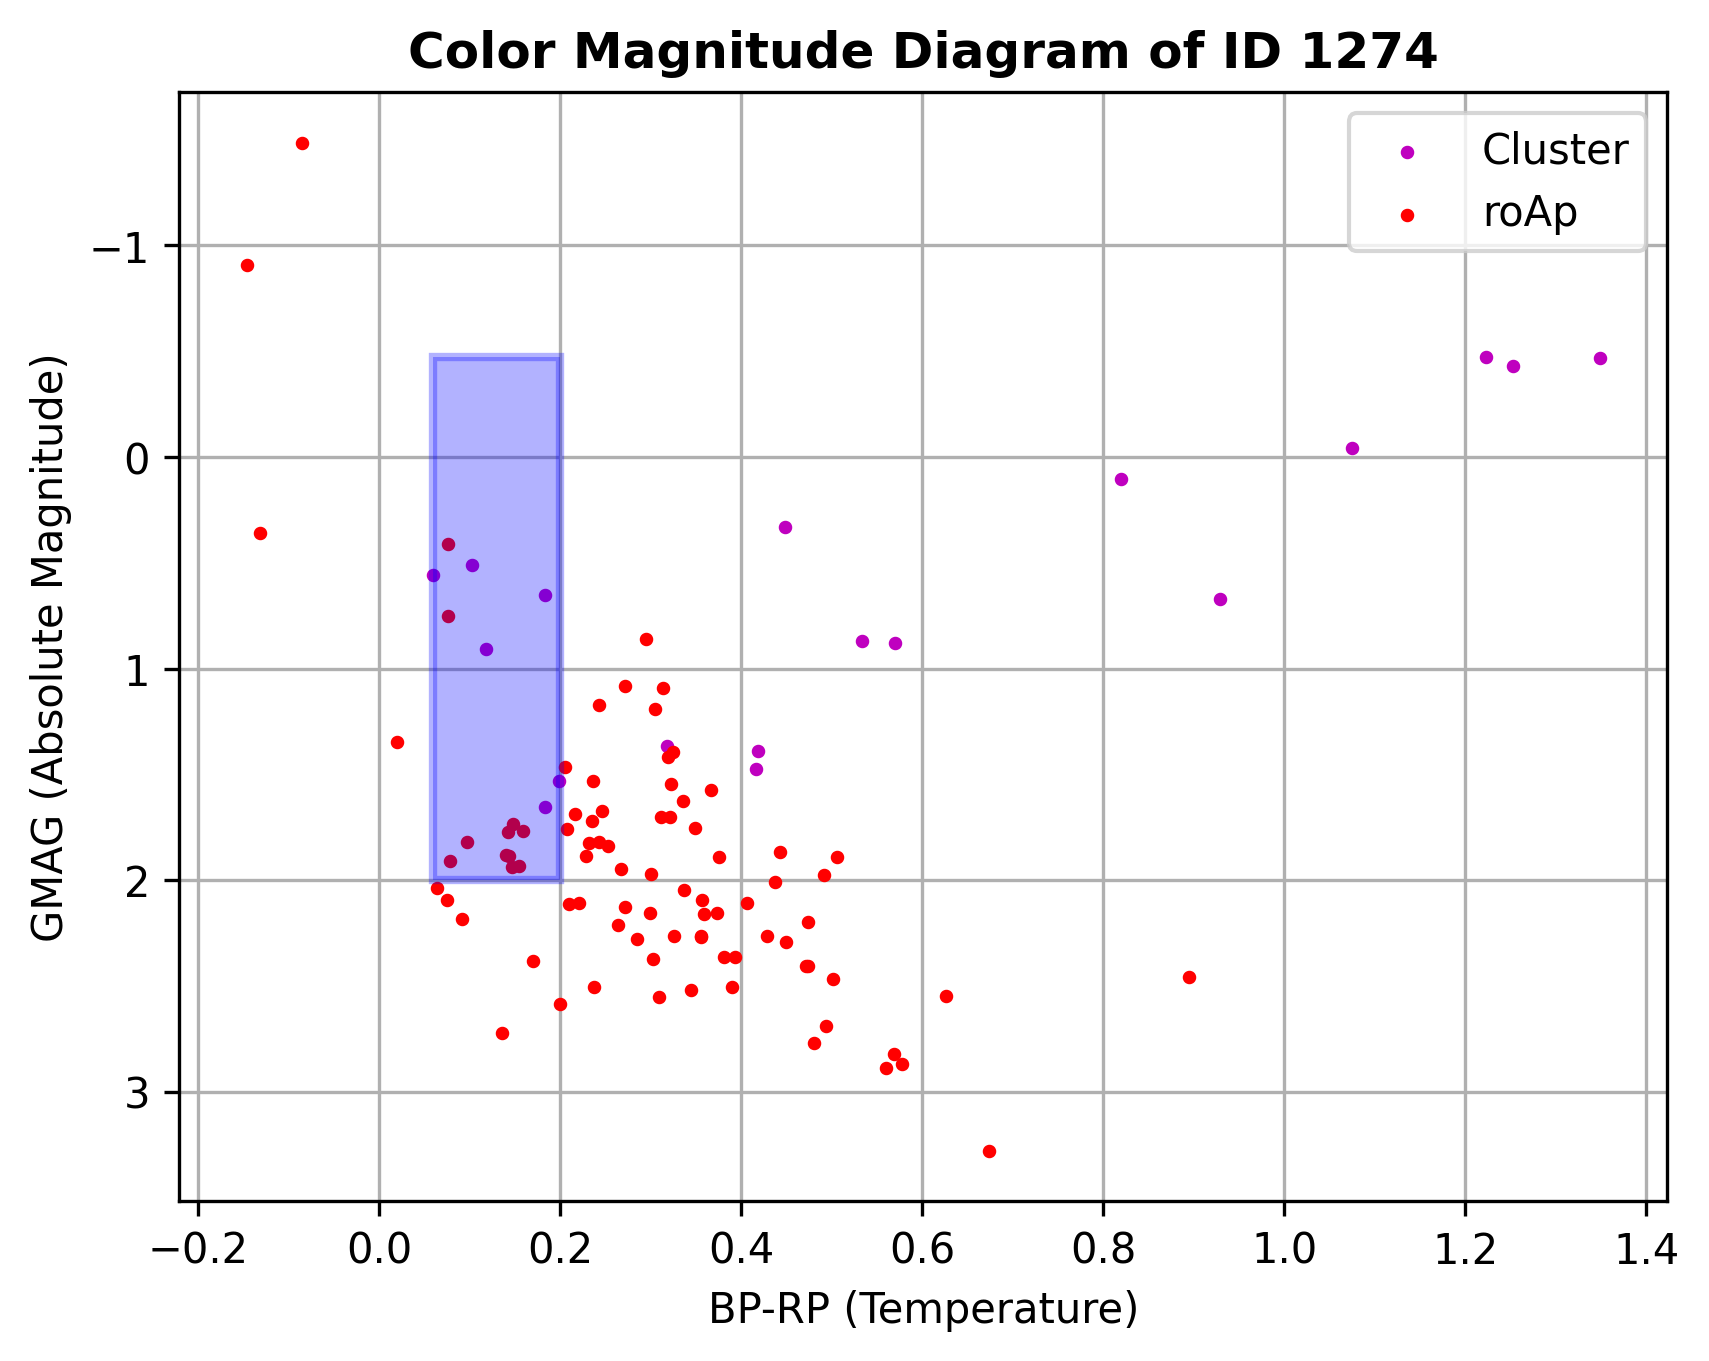 Color Magnitude Diagram of ID 1274
Cluster
roAp
−1
0
1
2
3
GMAG (Absolute Magnitude)
−0.2 0.0 0.2 0.4 0.6 0.8 1.0 1.2 1.4
BP-RP (Temperature)